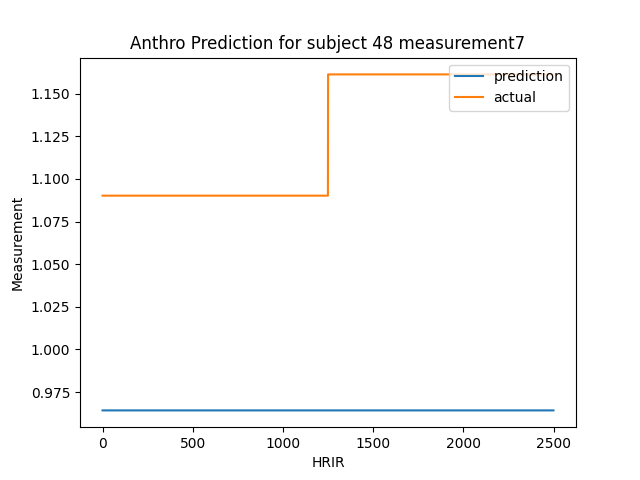 Anthro Prediction for subject 48 measurement7
prediction
actual
1.150
1.125
1.100
1.075
1.050
1.025
1.000
0.975
Measurement
0
500
1000
1500
2000
2500
HRIR